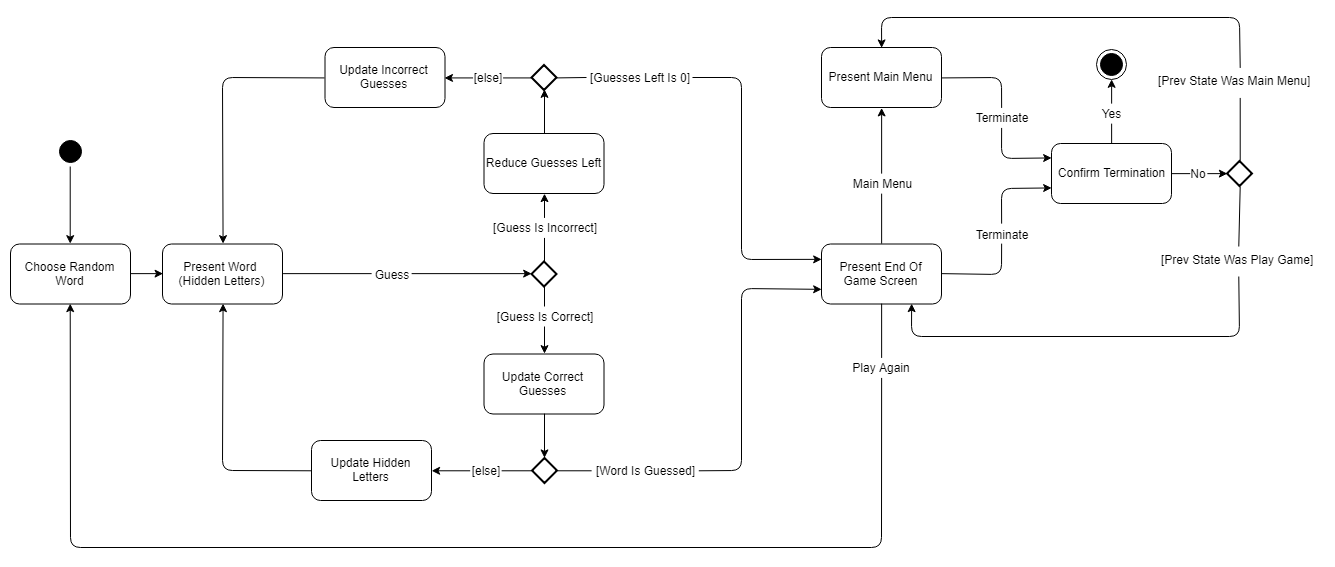 Update Incorrect
Guesses
[else]
[Guesses Left Is 0]
Present Main Menu
[Prev State Was Main Menu]
Terminate
Yes
Reduce Guesses Left
Confirm Termination
No
Main Menu
[Guess Is Incorrect]
Terminate
Choose Random
Word
Present Word
(Hidden Letters)
Guess
Present End Of
Game Screen
[Prev State Was Play Game]
[Guess Is Correct]
Play Again
Update Correct
Guesses
Update Hidden
Letters
[else]
[Word Is Guessed]